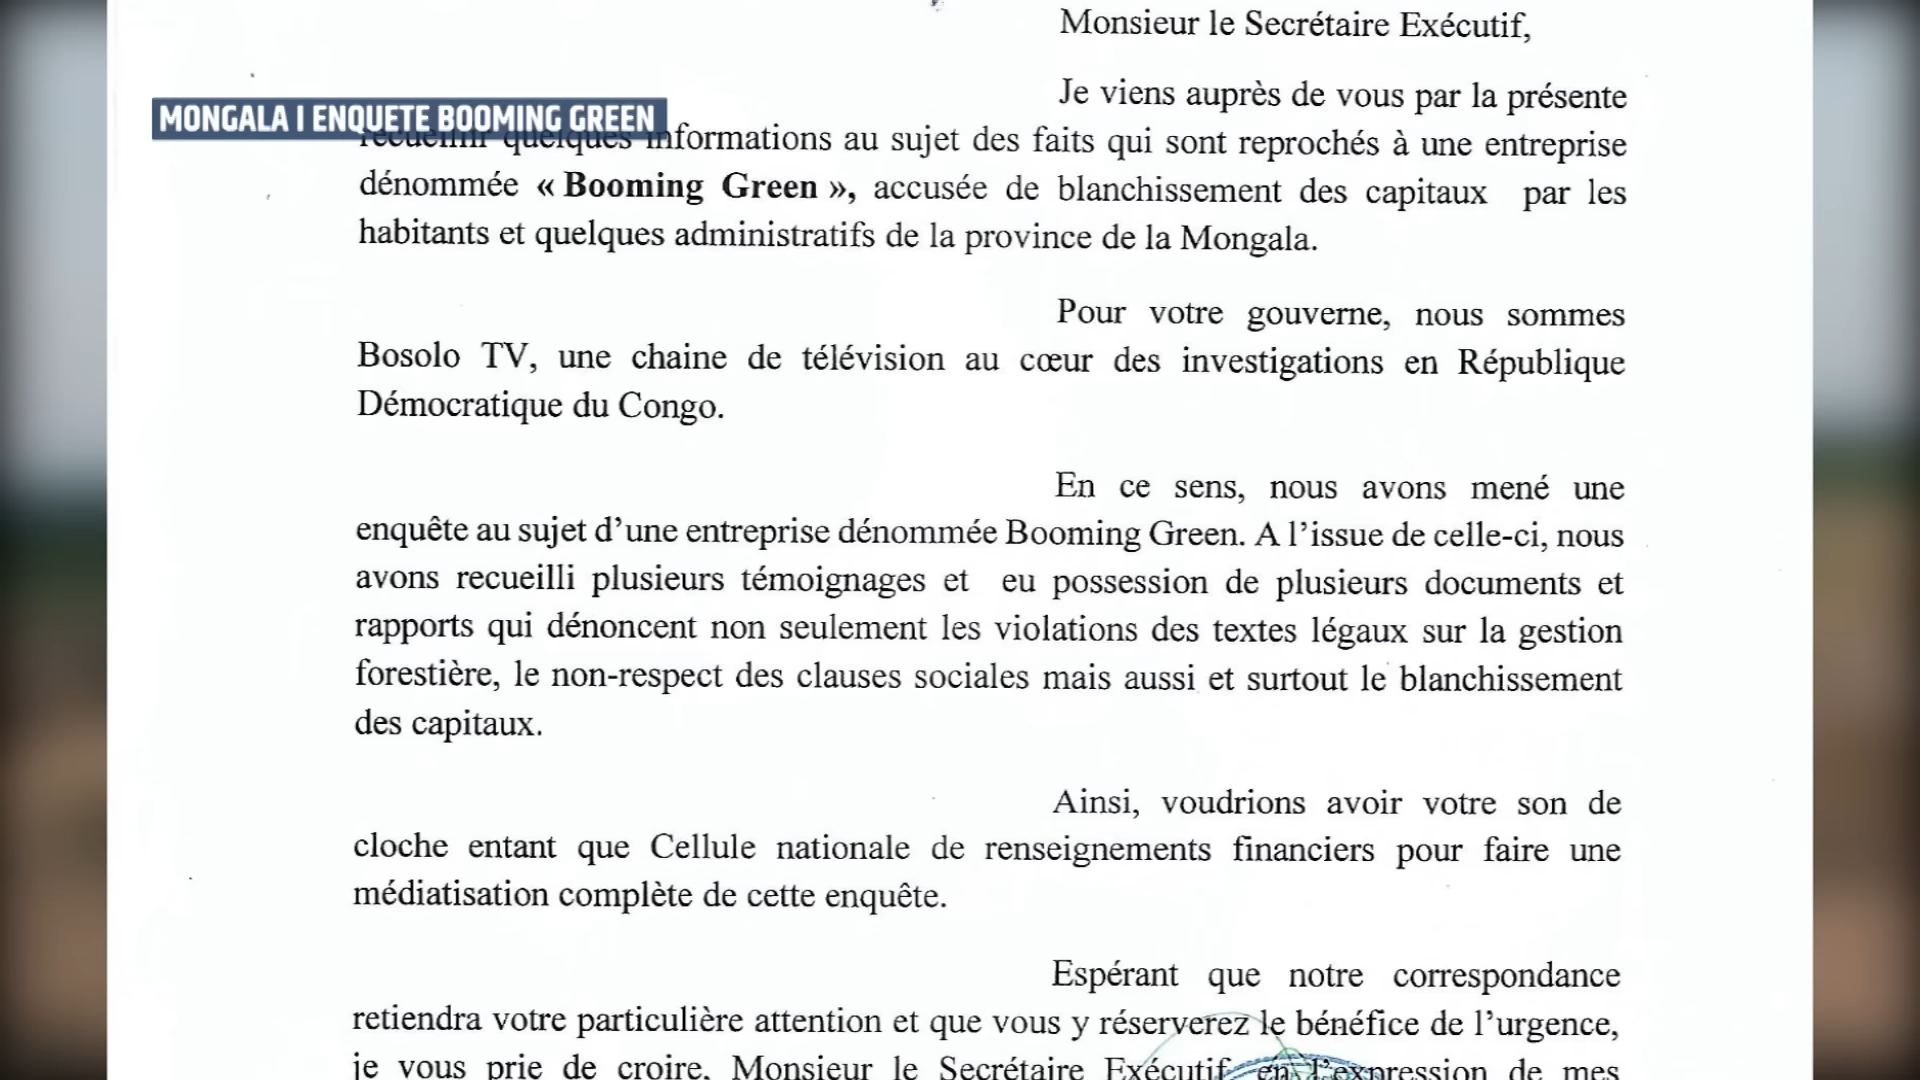 Monsieur le Secrétaire Exécutif,
Je viens auprès de vous par la présente
MONGALA I ENQUETE BOOMING GREEN
recueillir quelques informations au sujet des faits qui sont reprochés à une entreprise
dénommée « Booming Green », accusée de blanchissement des capitaux par les
habitants et quelques administratifs de la province de la Mongala.
Pour votre gouverne, nous sommes
Bosolo TV, une chaine de télévision au cœur des investigations en République
Démocratique du Congo.
En ce sens, nous avons mené une
enquête au sujet d’une entreprise dénommée Booming Green. A l’issue de celle-ci, nous
avons recueilli plusieurs témoignages et eu possession de plusieurs documents et
rapports qui dénoncent non seulement les violations des textes légaux sur la gestion
forestière, le non-respect des clauses sociales mais aussi et surtout le blanchissement
des capitaux.
Ainsi, voudrions avoir votre son de
cloche entant que Cellule nationale de renseignements financiers pour faire une
médiatisation complète de cette enquête.
Espérant que notre correspondance
retiendra votre particulière attention et que vous y réserverez le bénéfice de l’urgence,
je vous prie de croire, Monsieur le Secrétaire Exécutif en l’expression de mes